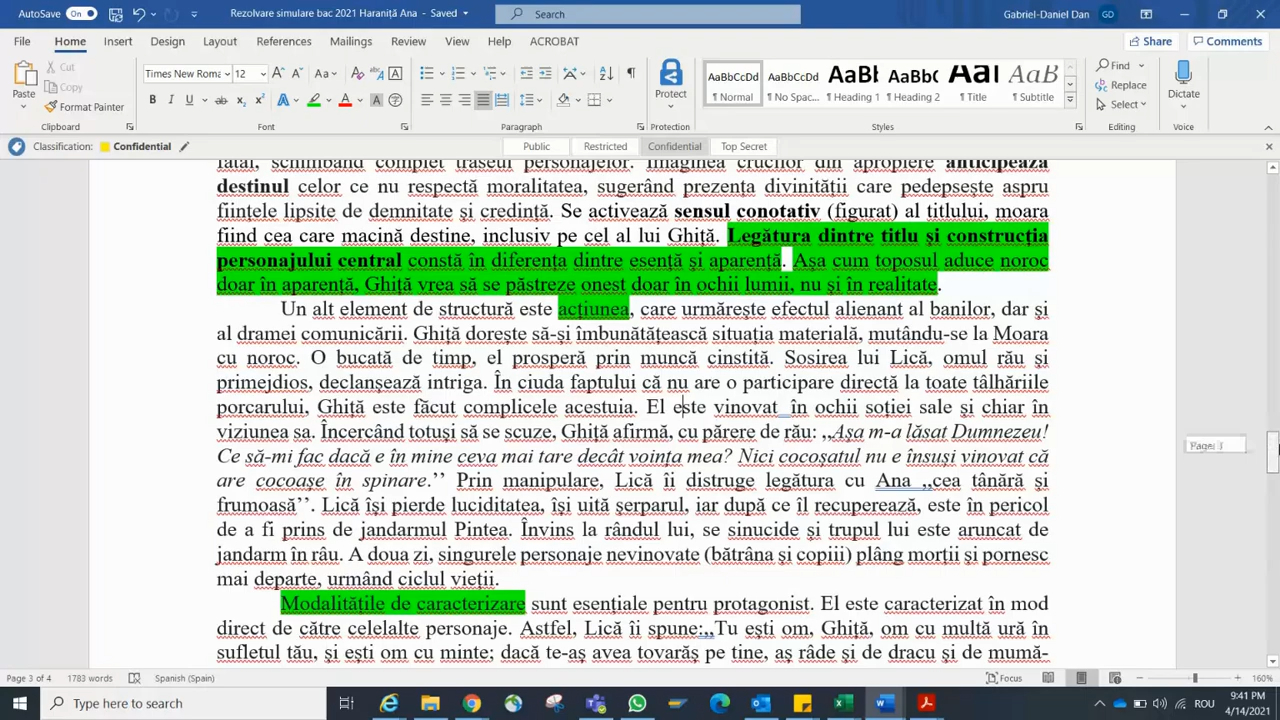 AutoSave On Rezolvare simulare bac 2021 Haraniță Ana - Saved Search Gabriel-Daniel Dan GD
File Home Insert Design Layout References Mailings Review View Help ACROBAT Share Comments
Paste Cut Copy Format Painter
Times New Roma 12
Protect
AaBbCcDd AaBbCcDd AaBb( AaBbC AaBb AaBbCcD
¶ Normal ¶ No Spac... ¶ Heading 1 ¶ Heading 2 ¶ Title ¶ Subtitle
Find Replace Select
Dictate
Clipboard Font Paragraph Protection Styles Editing Voice
Classification: Confidential Public Restricted Confidential Top Secret
fatal, schimbând complet traseul personajelor. Imaginea crucilor din apropiere anticipează
destinul celor ce nu respectă moralitatea, sugerând prezența divinității care pedepsește aspru
ființele lipsite de demnitate și credință. Se activează sensul conotativ (figurat) al titlului, moara
fiind cea care macină destine, inclusiv pe cel al lui Ghiță. Legătura dintre titlu și construcția
personajului central constă în diferența dintre esență și aparență. Așa cum toposul aduce noroc
doar în aparență, Ghiță vrea să se păstreze onest doar în ochii lumii, nu și în realitate.
Un alt element de structură este acțiunea, care urmărește efectul alienant al banilor, dar și
al dramei comunicării. Ghiță dorește să-și îmbunătățească situația materială, mutându-se la Moara
cu noroc. O bucată de timp, el prosperă prin muncă cinstită. Sosirea lui Lică, omul rău și
primejdios, declanșează intriga. În ciuda faptului că nu are o participare directă la toate tâlhăriile
porcarului, Ghiță este făcut complicele acestuia. El este vinovat în ochii soției sale și chiar în
viziunea sa. Încercând totuși să se scuze, Ghiță afirmă, cu părere de rău: ,,Așa m-a lăsat Dumnezeu!
Ce să-mi fac dacă e în mine ceva mai tare decât voința mea? Nici cocoșatul nu e însuși vinovat că
are cocoașe în spinare.'' Prin manipulare, Lică îi distruge legătura cu Ana ,,cea tânără și
frumoasă''. Lică își pierde luciditatea, își uită șerparul, iar după ce îl recuperează, este în pericol
de a fi prins de jandarmul Pintea. Învins la rândul lui, se sinucide și trupul lui este aruncat de
jandarm în râu. A doua zi, singurele personaje nevinovate (bătrâna și copiii) plâng morții și pornesc
mai departe, urmând ciclul vieții.
Modalitățile de caracterizare sunt esențiale pentru protagonist. El este caracterizat în mod
direct de către celelalte personaje. Astfel, Lică îi spune:,,Tu ești om, Ghiță, om cu multă ură în
sufletul tău, și ești om cu minte; dacă te-aș avea tovarăș pe tine, aș râde și de dracu și de mumă-
Page 3 of 4 1783 words Spanish (Spain) Focus 160%
Type here to search ROU 9:41 PM
4/14/2021